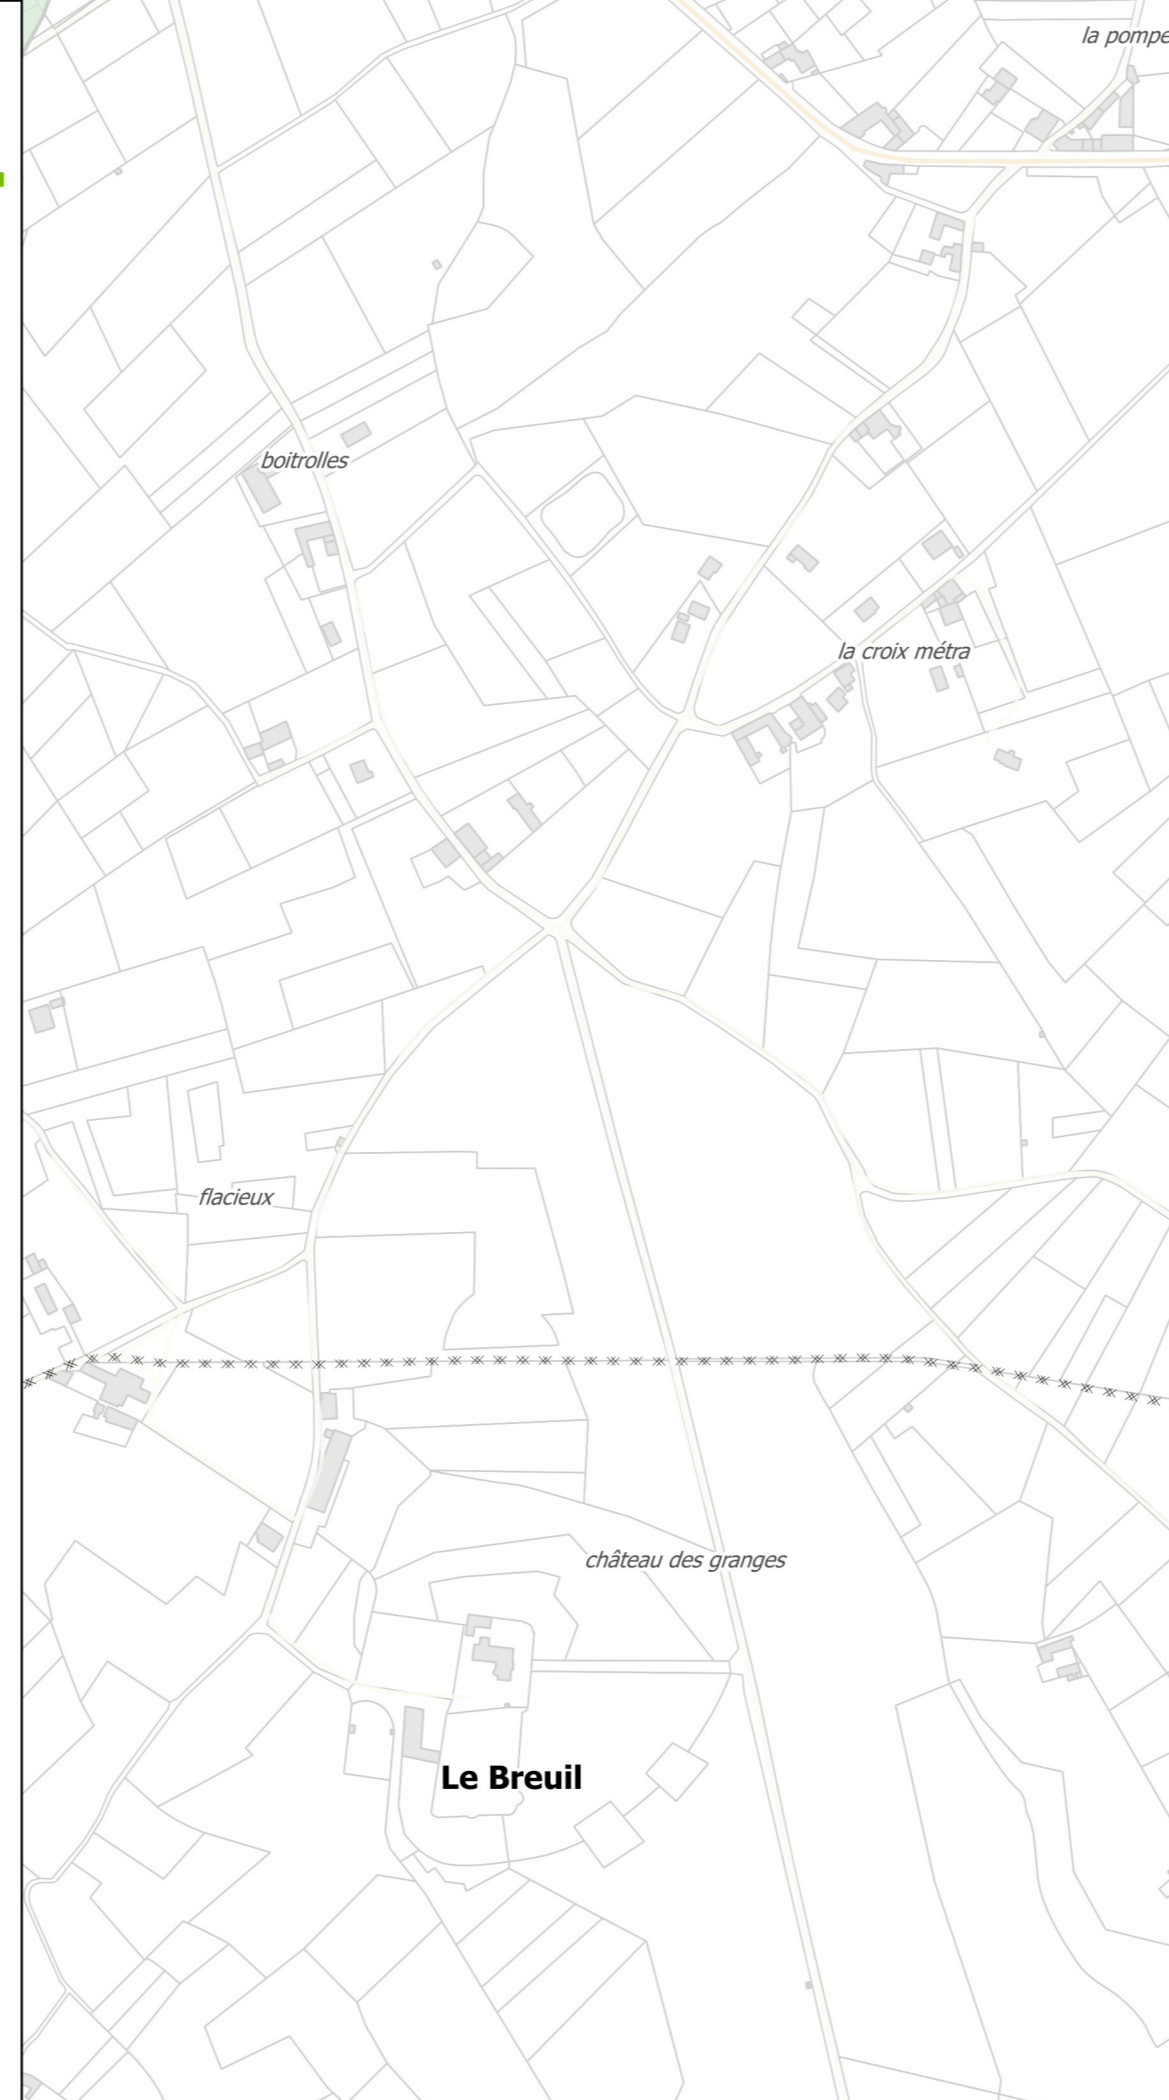 la pompe
boitrolles
la croix métra
flacieux
château des granges
Le Breuil